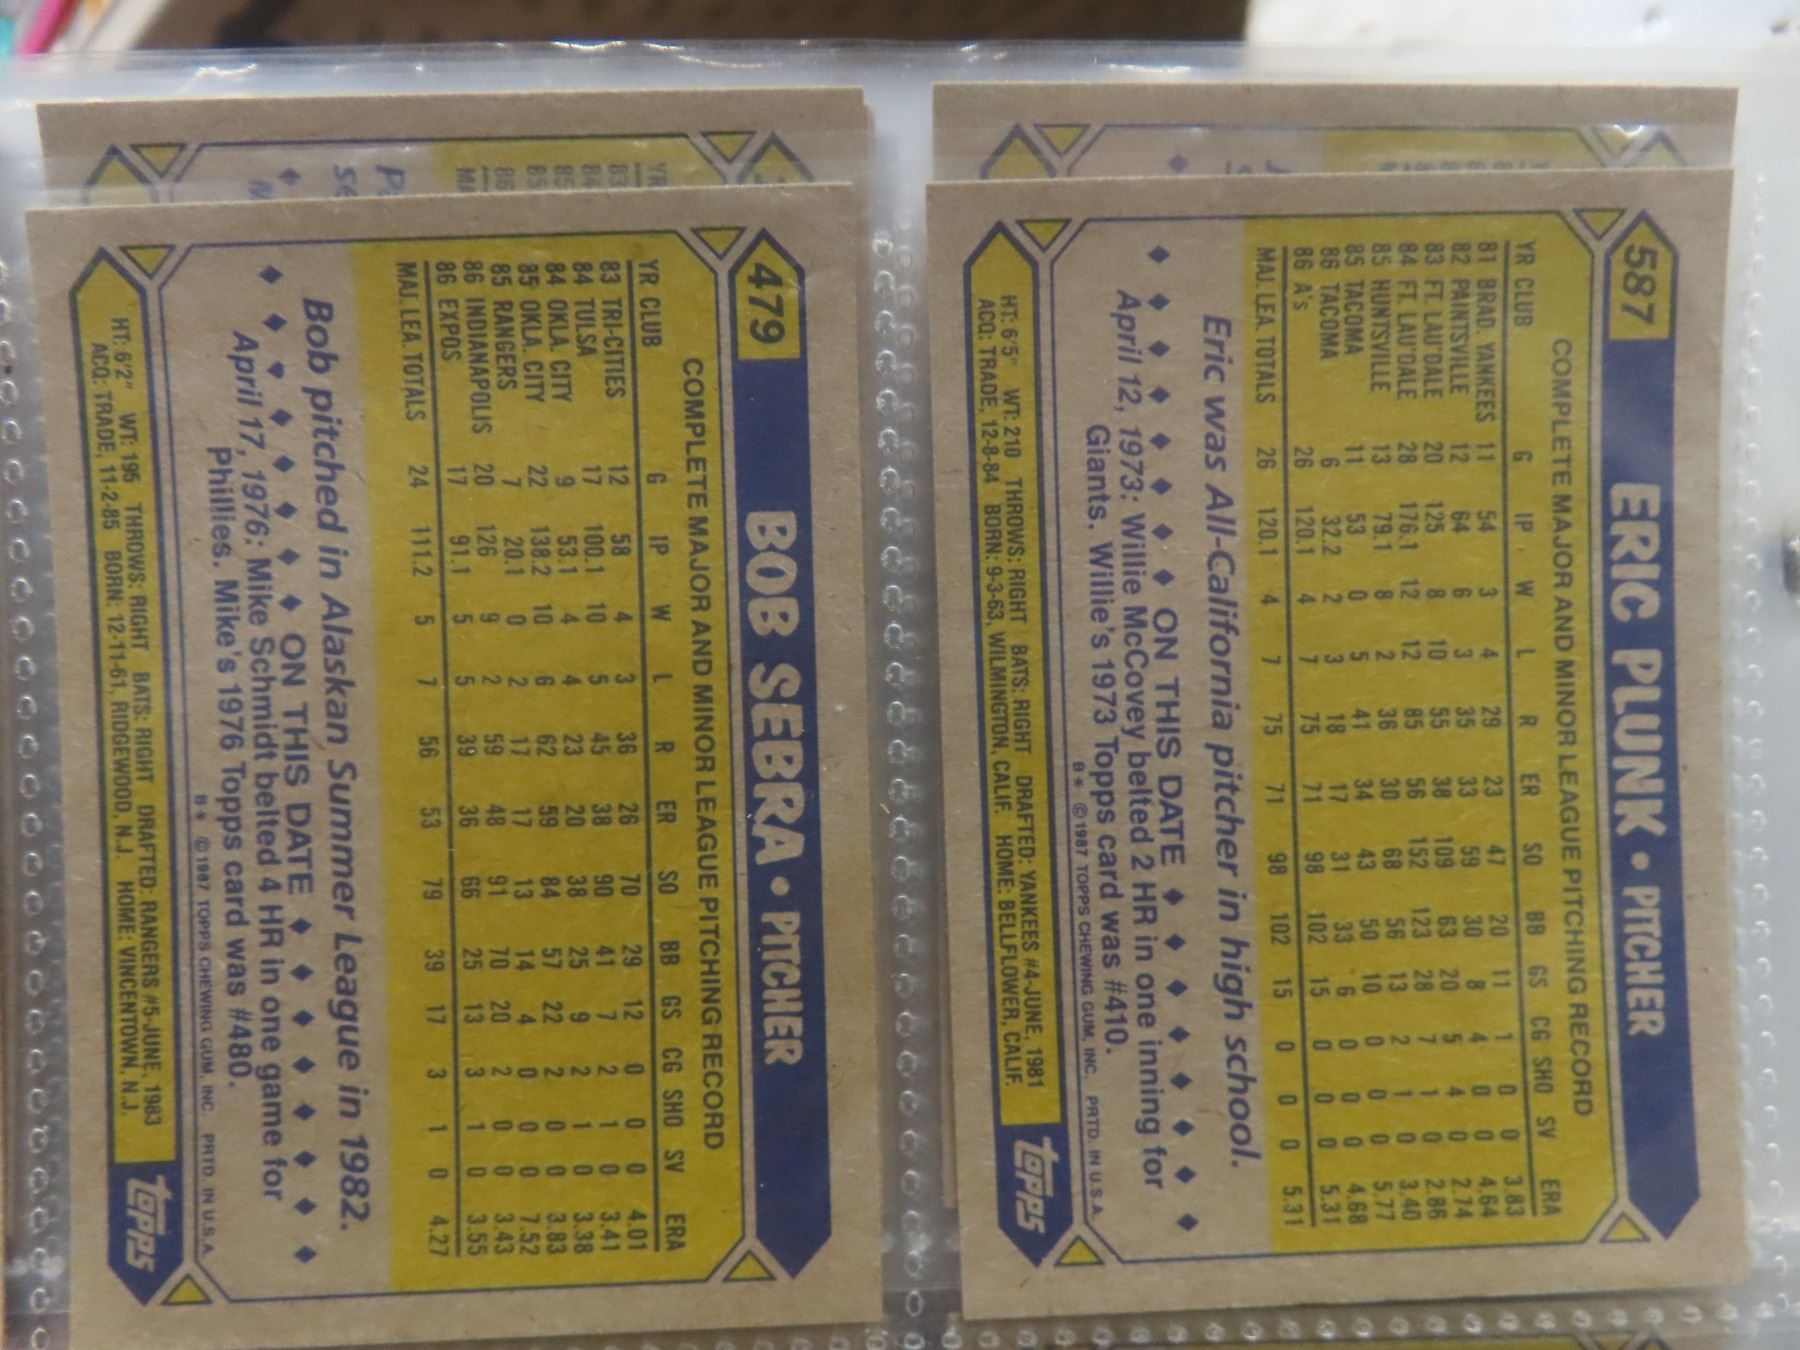 587 ERIC PLUNK • PITCHER
COMPLETE MAJOR AND MINOR LEAGUE PITCHING RECORD
YR CLUB G IP W L R ER SO BB GS CG SHO SV ERA
81 BRAD. YANKEES 11 54 3 4 29 23 47 20 11 1 0 0 3.83
82 PAINTSVILLE 12 64 6 3 35 33 59 30 8 4 0 0 4.64
83 FT. LAU'DALE 20 125 8 10 55 38 109 63 20 5 4 0 2.74
84 FT. LAU'DALE 28 176.1 12 12 85 56 152 123 28 7 1 0 2.86
85 HUNTSVILLE 13 79.1 8 2 36 30 68 56 13 2 1 0 3.40
85 TACOMA 11 53 0 5 41 34 43 50 10 0 0 0 5.77
86 TACOMA 6 32.2 2 3 18 17 31 33 6 0 0 0 4.68
86 A's 26 120.1 4 7 75 71 98 102 15 0 0 0 5.31
MAJ. LEA. TOTALS 26 120.1 4 7 75 71 98 102 15 0 0 0 5.31
Eric was All-California pitcher in high school.
ON THIS DATE
April 12, 1973: Willie McCovey belted 2 HR in one inning for
Giants. Willie's 1973 Topps card was #410.
B* ©1987 TOPPS CHEWING GUM, INC. PRTD. IN U.S.A.
HT: 6'5" WT: 210 THROWS: RIGHT BATS: RIGHT DRAFTED: YANKEES #4-JUNE, 1981
ACQ: TRADE, 12-8-84 BORN: 9-3-63, WILMINGTON, CALIF. HOME: BELLFLOWER, CALIF.
topps
YR
83
84
85
85
86
MA
479 BOB SEBRA • PITCHER
COMPLETE MAJOR AND MINOR LEAGUE PITCHING RECORD
YR CLUB G IP W L R ER SO BB GS CG SHO SV ERA
83 TRI-CITIES 12 58 4 3 36 26 70 29 12 0 0 0 4.01
84 TULSA 17 100.1 10 5 45 38 90 41 7 2 1 0 3.41
84 OKLA. CITY 9 53.1 4 4 23 20 38 25 9 2 1 0 3.38
85 OKLA. CITY 22 138.2 10 6 62 59 84 57 22 2 0 0 3.83
85 RANGERS 7 20.1 0 2 17 17 13 14 4 0 0 0 7.52
86 INDIANAPOLIS 20 126 9 2 59 48 91 70 20 2 0 0 3.43
86 EXPOS 17 91.1 5 5 39 36 66 25 13 3 1 0 3.55
MAJ. LEA. TOTALS 24 111.2 5 7 56 53 79 39 17 3 1 0 4.27
Bob pitched in Alaskan Summer League in 1982.
ON THIS DATE
April 17, 1976: Mike Schmidt belted 4 HR in one game for
Phillies. Mike's 1976 Topps card was #480.
B* ©1987 TOPPS CHEWING GUM, INC. PRTD. IN U.S.A.
HT: 6'2" WT: 195 THROWS: RIGHT BATS: RIGHT DRAFTED: RANGERS #5-JUNE, 1983
ACQ: TRADE, 11-2-85 BORN: 12-11-61, RIDGEWOOD, N.J. HOME: VINCENTOWN, N.J.
topps